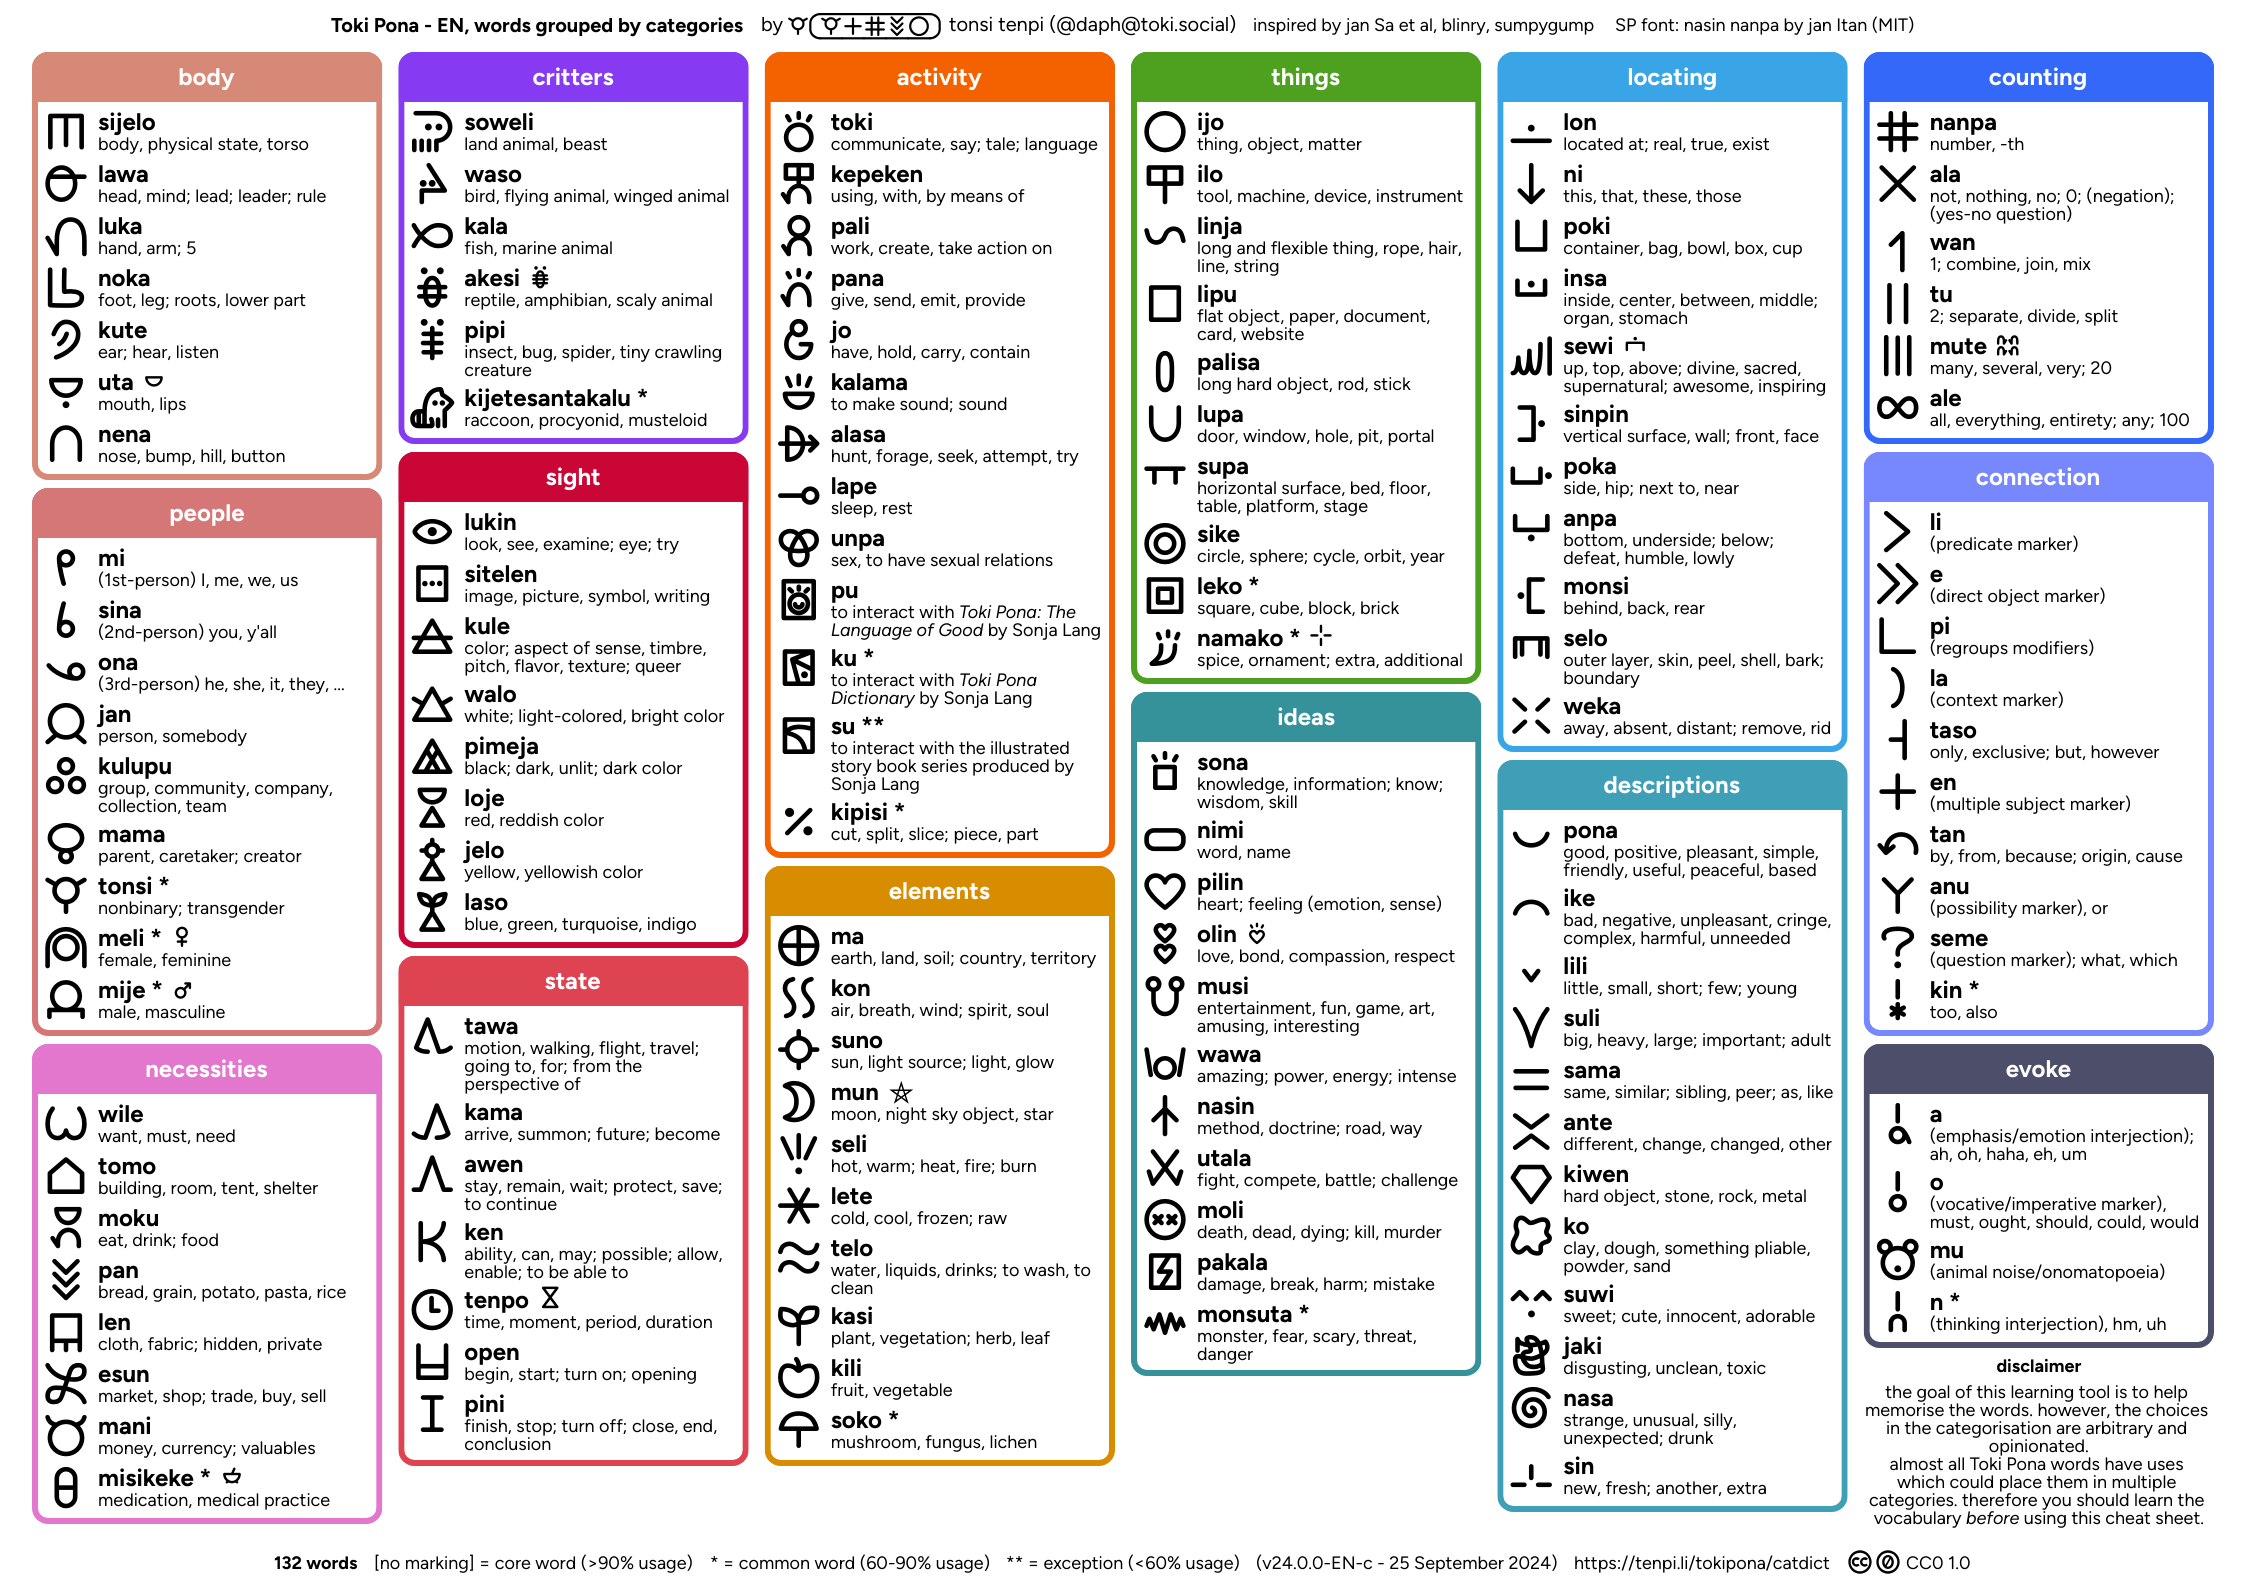 Toki Pona - EN, words grouped by categories by tonsi tenpi (@daph@toki.social) inspired by jan Sa et al, blinry, sumpygump SP font: nasin nanpa by jan Itan (MIT)
body
sijelo
body, physical state, torso
lawa
head, mind; lead; leader; rule
luka
hand, arm; 5
noka
foot, leg; roots, lower part
kute
ear; hear, listen
uta
mouth, lips
nena
nose, bump, hill, button
people
mi
(1st-person) I, me, we, us
sina
(2nd-person) you, y'all
ona
(3rd-person) he, she, it, they, ...
jan
person, somebody
kulupu
group, community, company,
collection, team
mama
parent, caretaker; creator
tonsi *
nonbinary; transgender
meli * ♀
female, feminine
mije * ♂
male, masculine
necessities
wile
want, must, need
tomo
building, room, tent, shelter
moku
eat, drink; food
pan
bread, grain, potato, pasta, rice
len
cloth, fabric; hidden, private
esun
market, shop; trade, buy, sell
mani
money, currency; valuables
misikeke *
medication, medical practice
critters
soweli
land animal, beast
waso
bird, flying animal, winged animal
kala
fish, marine animal
akesi
reptile, amphibian, scaly animal
pipi
insect, bug, spider, tiny crawling
creature
kijetesantakalu *
raccoon, procyonid, musteloid
sight
lukin
look, see, examine; eye; try
sitelen
image, picture, symbol, writing
kule
color; aspect of sense, timbre,
pitch, flavor, texture; queer
walo
white; light-colored, bright color
pimeja
black; dark, unlit; dark color
loje
red, reddish color
jelo
yellow, yellowish color
laso
blue, green, turquoise, indigo
state
tawa
motion, walking, flight, travel;
going to, for; from the
perspective of
kama
arrive, summon; future; become
awen
stay, remain, wait; protect, save;
to continue
ken
ability, can, may; possible; allow,
enable; to be able to
tenpo
time, moment, period, duration
open
begin, start; turn on; opening
pini
finish, stop; turn off; close, end,
conclusion
activity
toki
communicate, say; tale; language
kepeken
using, with, by means of
pali
work, create, take action on
pana
give, send, emit, provide
jo
have, hold, carry, contain
kalama
to make sound; sound
alasa
hunt, forage, seek, attempt, try
lape
sleep, rest
unpa
sex, to have sexual relations
pu
to interact with Toki Pona: The
Language of Good by Sonja Lang
ku *
to interact with Toki Pona
Dictionary by Sonja Lang
su **
to interact with the illustrated
story book series produced by
Sonja Lang
kipisi *
cut, split, slice; piece, part
elements
ma
earth, land, soil; country, territory
kon
air, breath, wind; spirit, soul
suno
sun, light source; light, glow
mun
moon, night sky object, star
seli
hot, warm; heat, fire; burn
lete
cold, cool, frozen; raw
telo
water, liquids, drinks; to wash, to
clean
kasi
plant, vegetation; herb, leaf
kili
fruit, vegetable
soko *
mushroom, fungus, lichen
things
ijo
thing, object, matter
ilo
tool, machine, device, instrument
linja
long and flexible thing, rope, hair,
line, string
lipu
flat object, paper, document,
card, website
palisa
long hard object, rod, stick
lupa
door, window, hole, pit, portal
supa
horizontal surface, bed, floor,
table, platform, stage
sike
circle, sphere; cycle, orbit, year
leko *
square, cube, block, brick
namako *
spice, ornament; extra, additional
ideas
sona
knowledge, information; know;
wisdom, skill
nimi
word, name
pilin
heart; feeling (emotion, sense)
olin
love, bond, compassion, respect
musi
entertainment, fun, game, art,
amusing, interesting
wawa
amazing; power, energy; intense
nasin
method, doctrine; road, way
utala
fight, compete, battle; challenge
moli
death, dead, dying; kill, murder
pakala
damage, break, harm; mistake
monsuta *
monster, fear, scary, threat,
danger
locating
lon
located at; real, true, exist
ni
this, that, these, those
poki
container, bag, bowl, box, cup
insa
inside, center, between, middle;
organ, stomach
sewi
up, top, above; divine, sacred,
supernatural; awesome, inspiring
sinpin
vertical surface, wall; front, face
poka
side, hip; next to, near
anpa
bottom, underside; below;
defeat, humble, lowly
monsi
behind, back, rear
selo
outer layer, skin, peel, shell, bark;
boundary
weka
away, absent, distant; remove, rid
descriptions
pona
good, positive, pleasant, simple,
friendly, useful, peaceful, based
ike
bad, negative, unpleasant, cringe,
complex, harmful, unneeded
lili
little, small, short; few; young
suli
big, heavy, large; important; adult
sama
same, similar; sibling, peer; as, like
ante
different, change, changed, other
kiwen
hard object, stone, rock, metal
ko
clay, dough, something pliable,
powder, sand
suwi
sweet; cute, innocent, adorable
jaki
disgusting, unclean, toxic
nasa
strange, unusual, silly,
unexpected; drunk
sin
new, fresh; another, extra
counting
nanpa
number, -th
ala
not, nothing, no; 0; (negation);
(yes-no question)
wan
1; combine, join, mix
tu
2; separate, divide, split
mute
many, several, very; 20
ale
all, everything, entirety; any; 100
connection
li
(predicate marker)
e
(direct object marker)
pi
(regroups modifiers)
la
(context marker)
taso
only, exclusive; but, however
en
(multiple subject marker)
tan
by, from, because; origin, cause
anu
(possibility marker), or
seme
(question marker); what, which
kin *
too, also
evoke
a
(emphasis/emotion interjection);
ah, oh, haha, eh, um
o
(vocative/imperative marker),
must, ought, should, could, would
mu
(animal noise/onomatopoeia)
n *
(thinking interjection), hm, uh
disclaimer
the goal of this learning tool is to help
memorise the words. however, the choices
in the categorisation are arbitrary and
opinionated.
almost all Toki Pona words have uses
which could place them in multiple
categories. therefore you should learn the
vocabulary before using this cheat sheet.
132 words [no marking] = core word (>90% usage) * = common word (60-90% usage) ** = exception (<60% usage) (v24.0.0-EN-c - 25 September 2024) https://tenpi.li/tokipona/catdict CC0 1.0